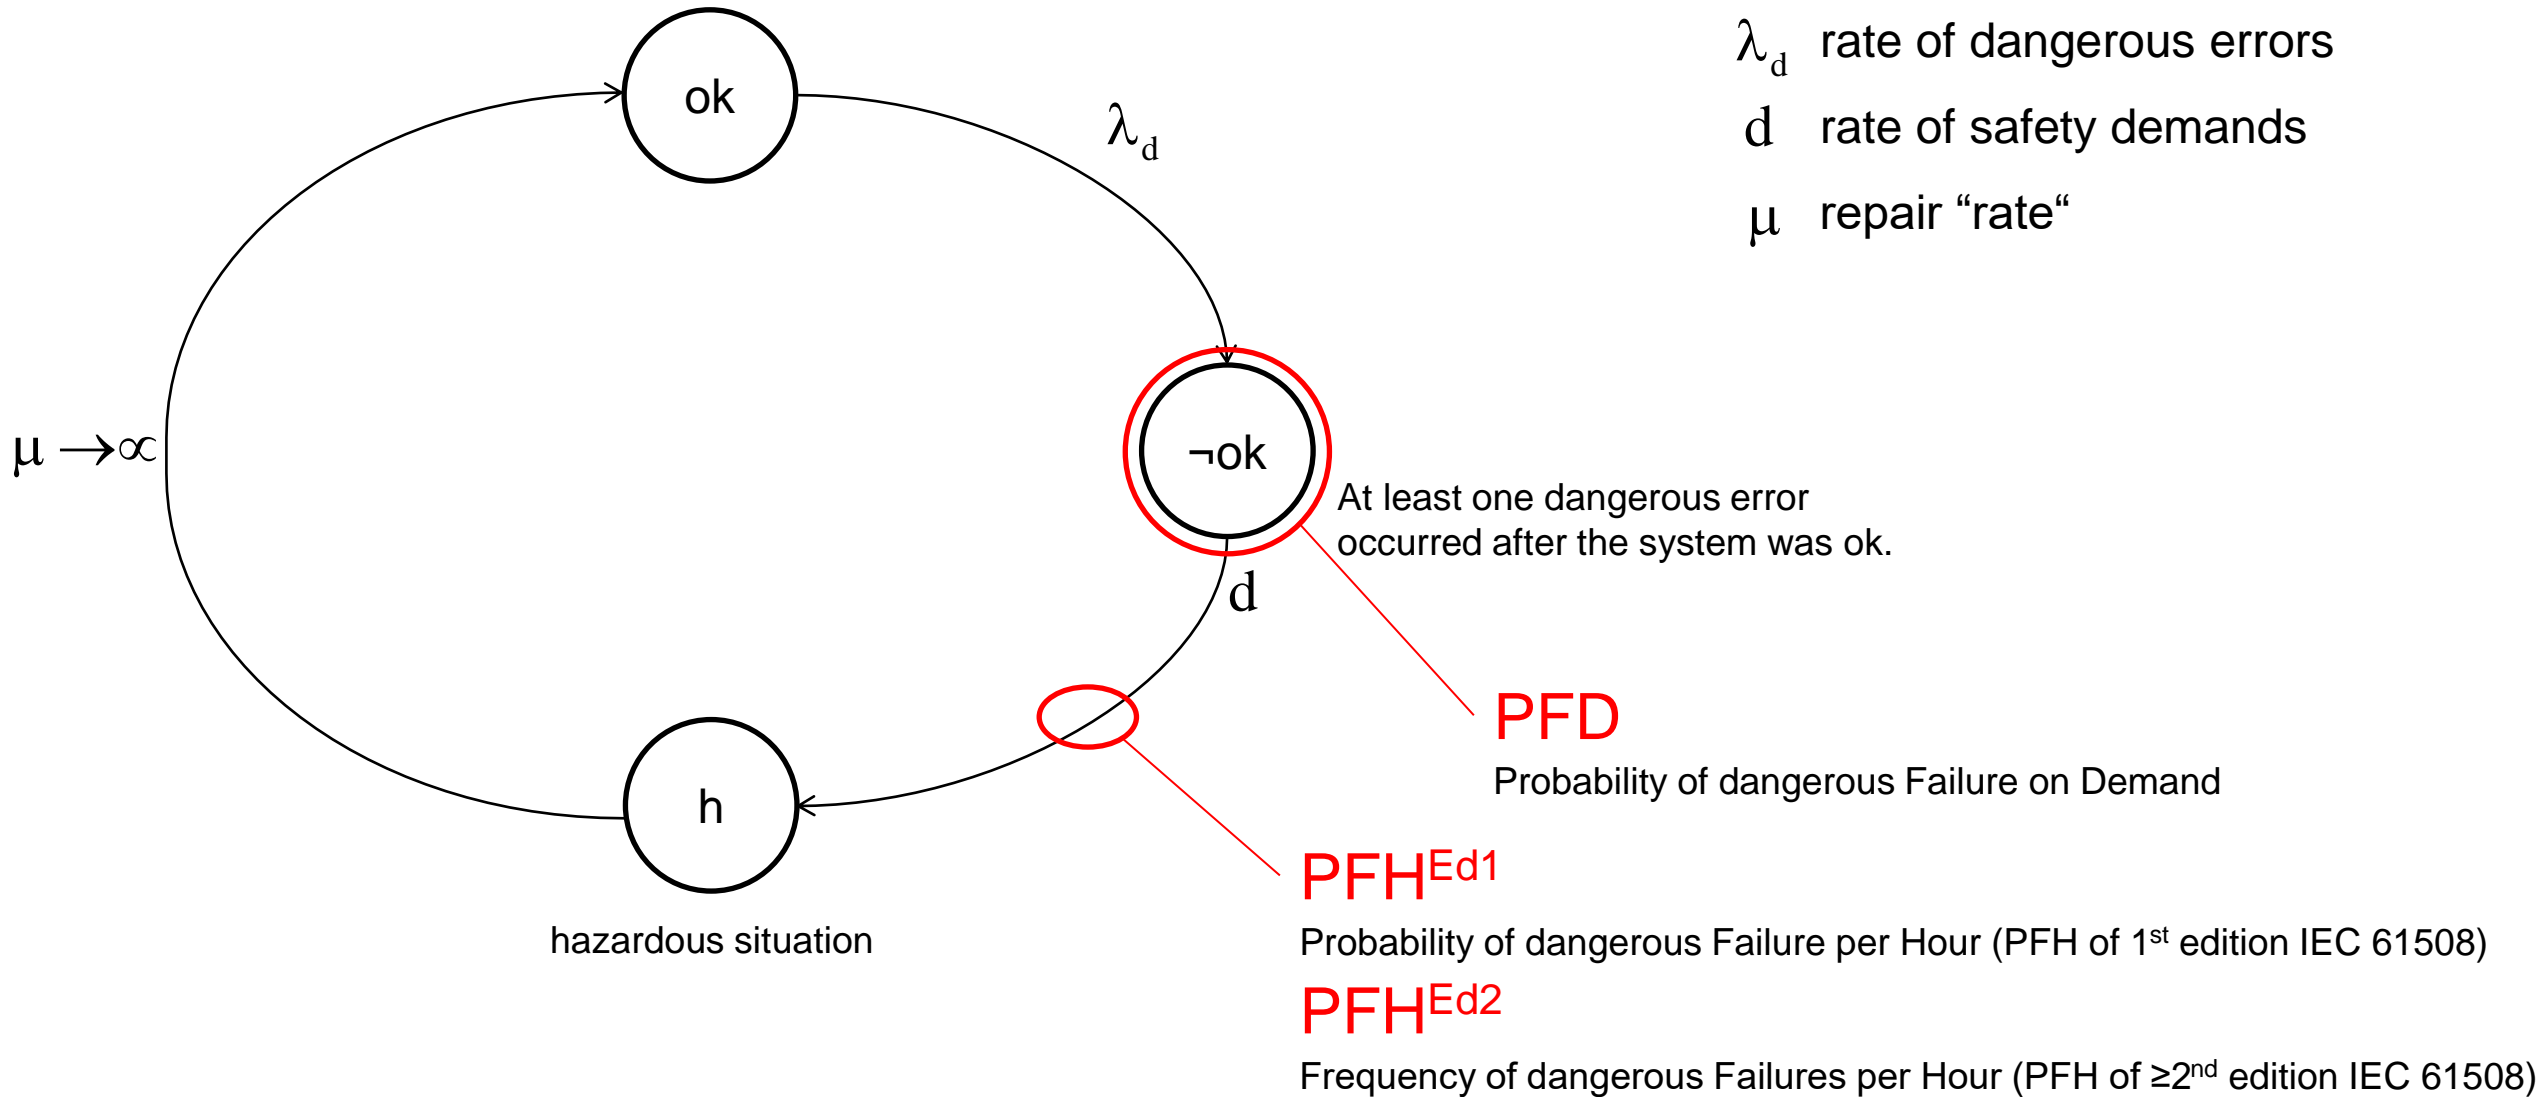 λd rate of dangerous errors
d rate of safety demands
μ repair “rate“
ok
λd
μ →∝
¬ok
At least one dangerous error
occurred after the system was ok.
d
PFD
Probability of dangerous Failure on Demand
h
hazardous situation
PFHEd1
Probability of dangerous Failure per Hour (PFH of 1st edition IEC 61508)
PFHEd2
Frequency of dangerous Failures per Hour (PFH of ≥2nd edition IEC 61508)